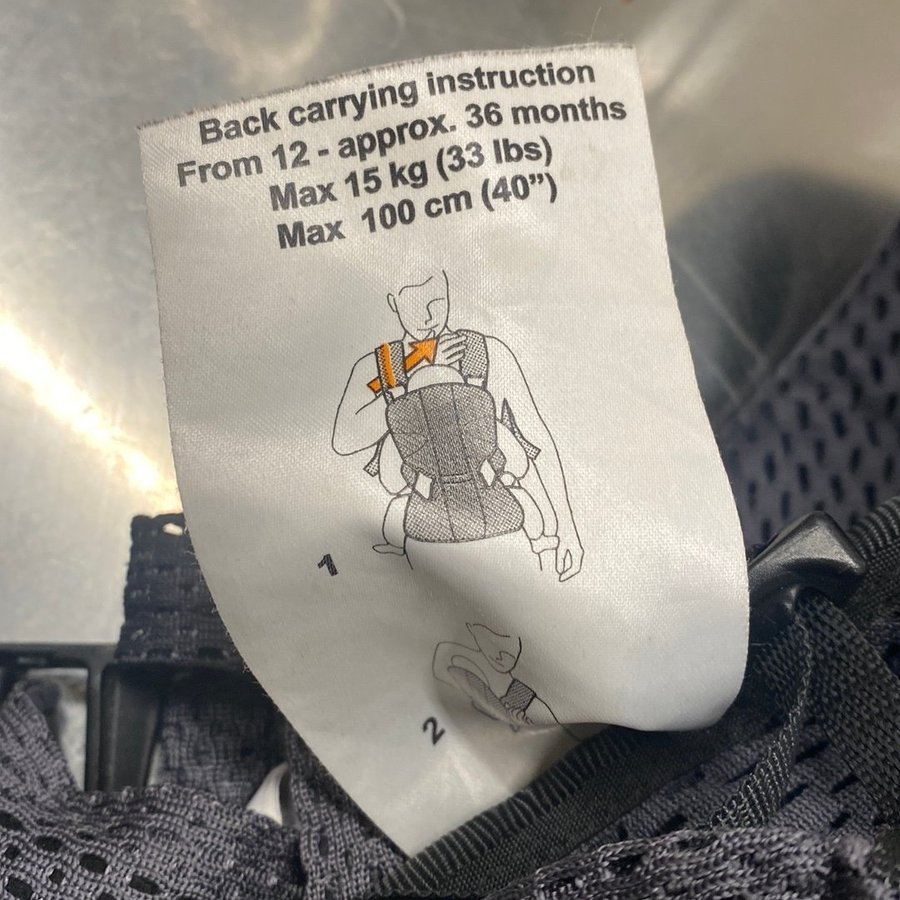 Back carrying instruction
From 12 - approx. 36 months
Max 15 kg (33 lbs)
Max 100 cm (40”)
1
2